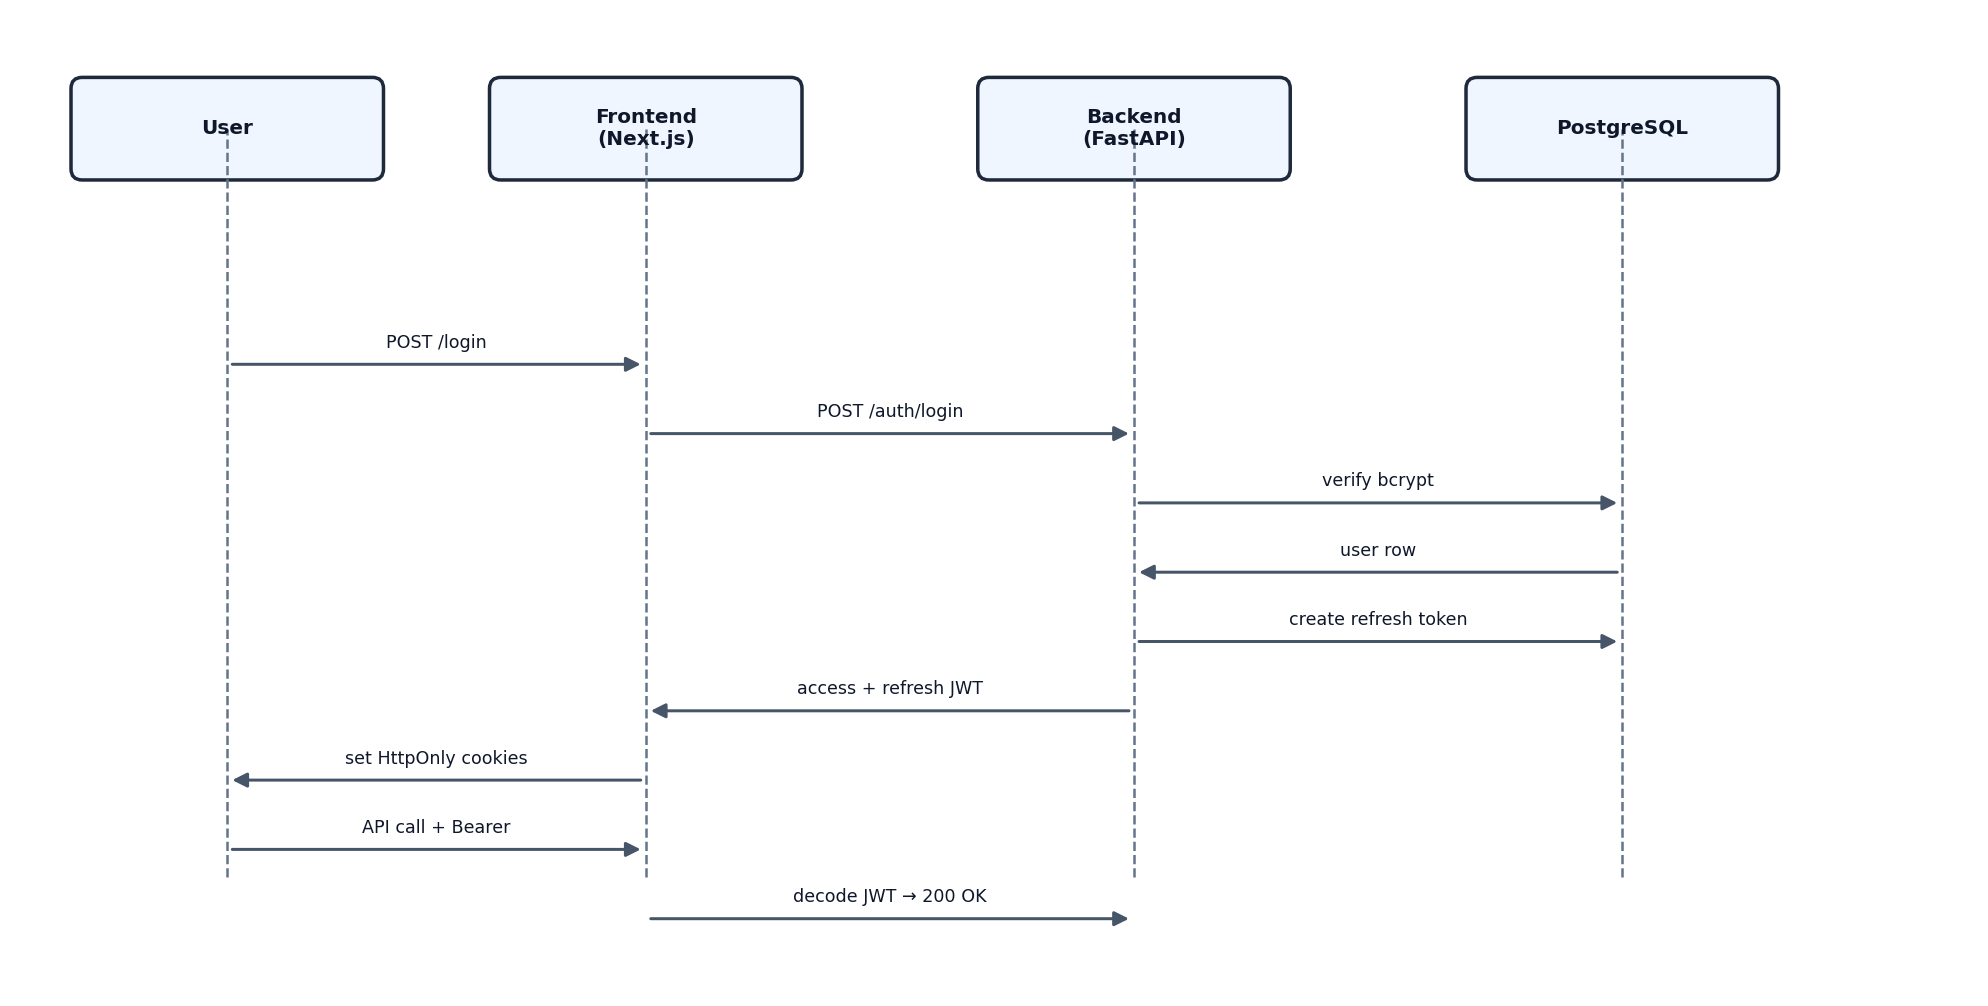 User
Frontend
(Next.js)
Backend
(FastAPI)
PostgreSQL
POST /login
POST /auth/login
verify bcrypt
user row
create refresh token
access + refresh JWT
set HttpOnly cookies
API call + Bearer
decode JWT → 200 OK